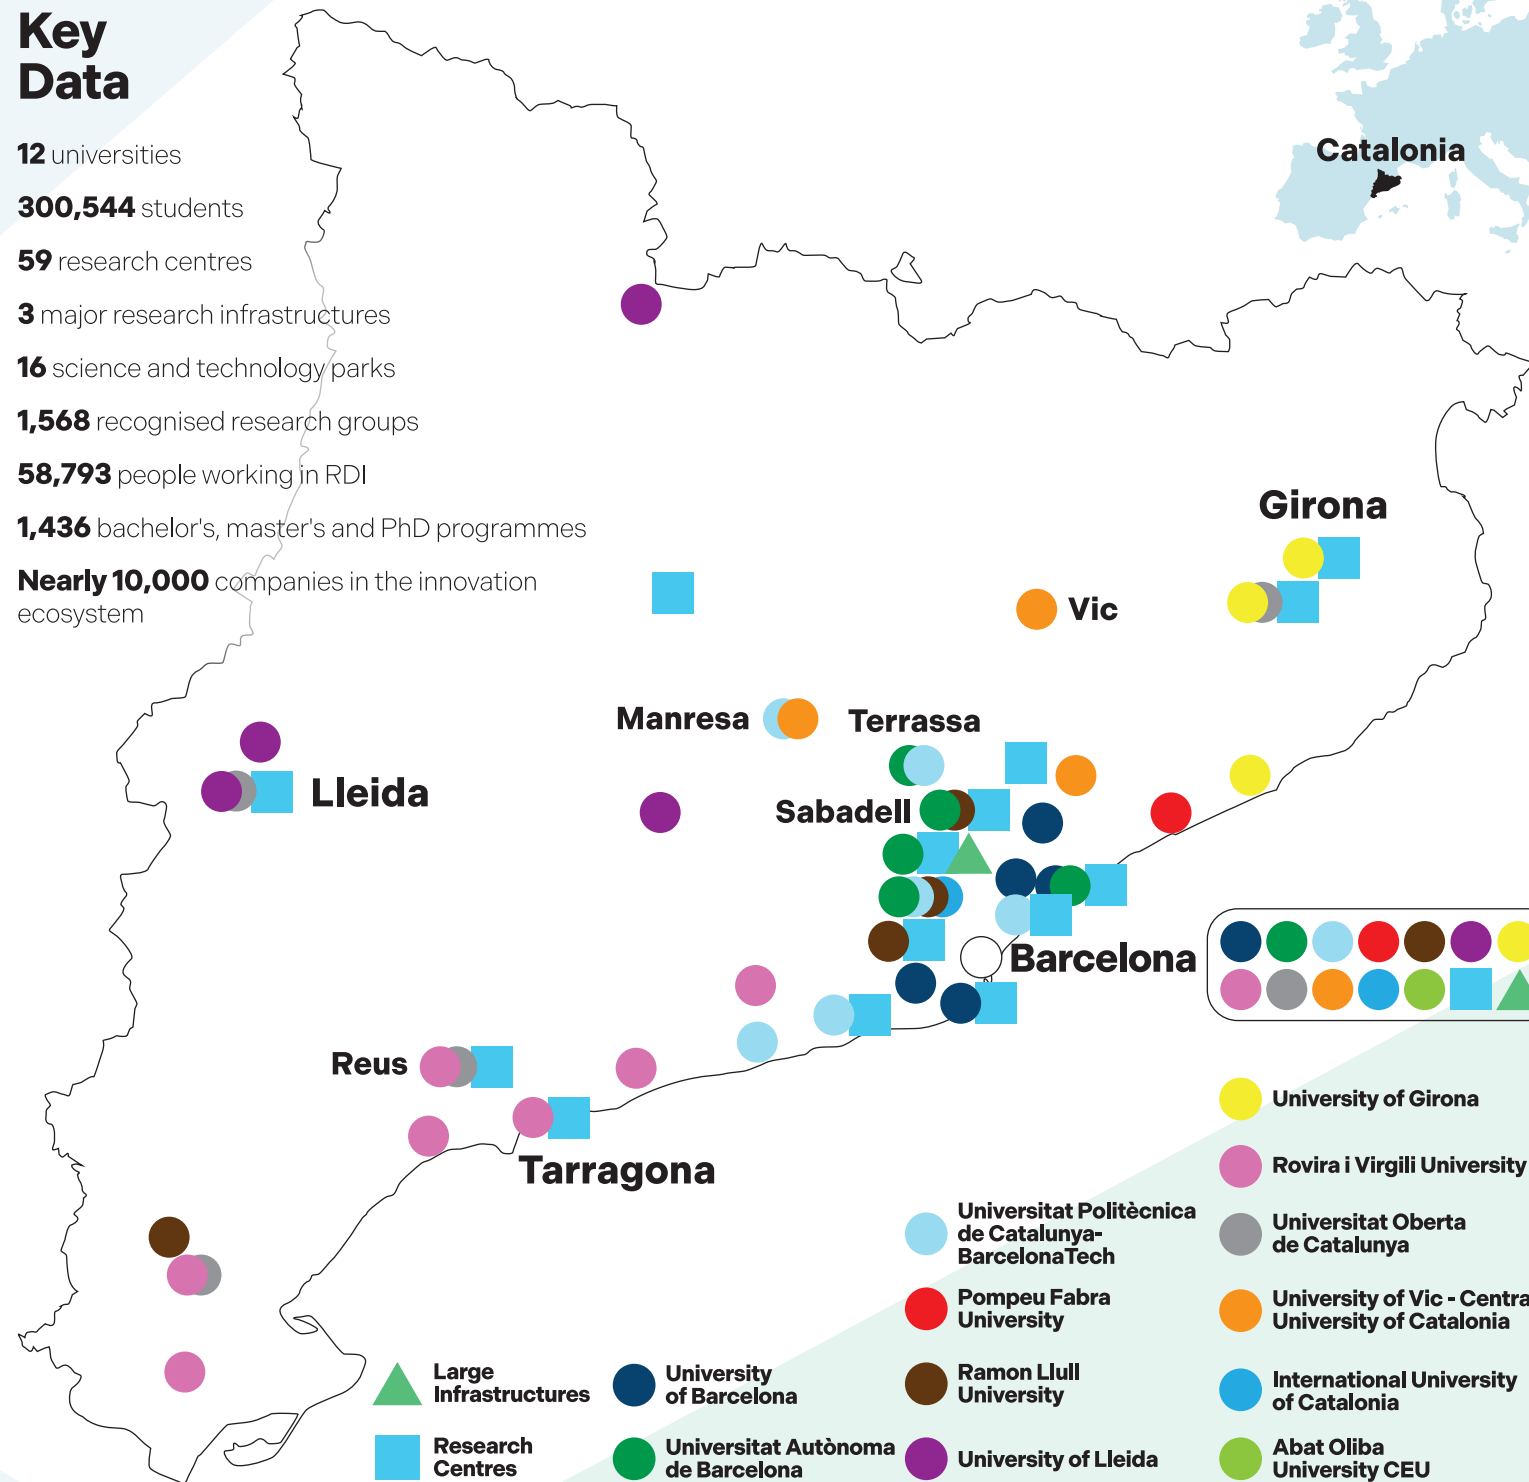 Key
Data
12 universities
300,544 students
59 research centres
3 major research infrastructures
16 science and technology parks
1,568 recognised research groups
58,793 people working in RDI
1,436 bachelor's, master's and PhD programmes
Nearly 10,000 companies in the innovation
ecosystem
Catalonia
Girona
Vic
Manresa
Terrassa
Lleida
Sabadell
Barcelona
Reus
Tarragona
Large
Infrastructures
Research
Centres
University
of Barcelona
Universitat Autònoma
de Barcelona
Universitat Politècnica
de Catalunya-
BarcelonaTech
Pompeu Fabra
University
Ramon Llull
University
University of Lleida
University of Girona
Rovira i Virgili University
Universitat Oberta
de Catalunya
University of Vic - Centra
University of Catalonia
International University
of Catalonia
Abat Oliba
University CEU